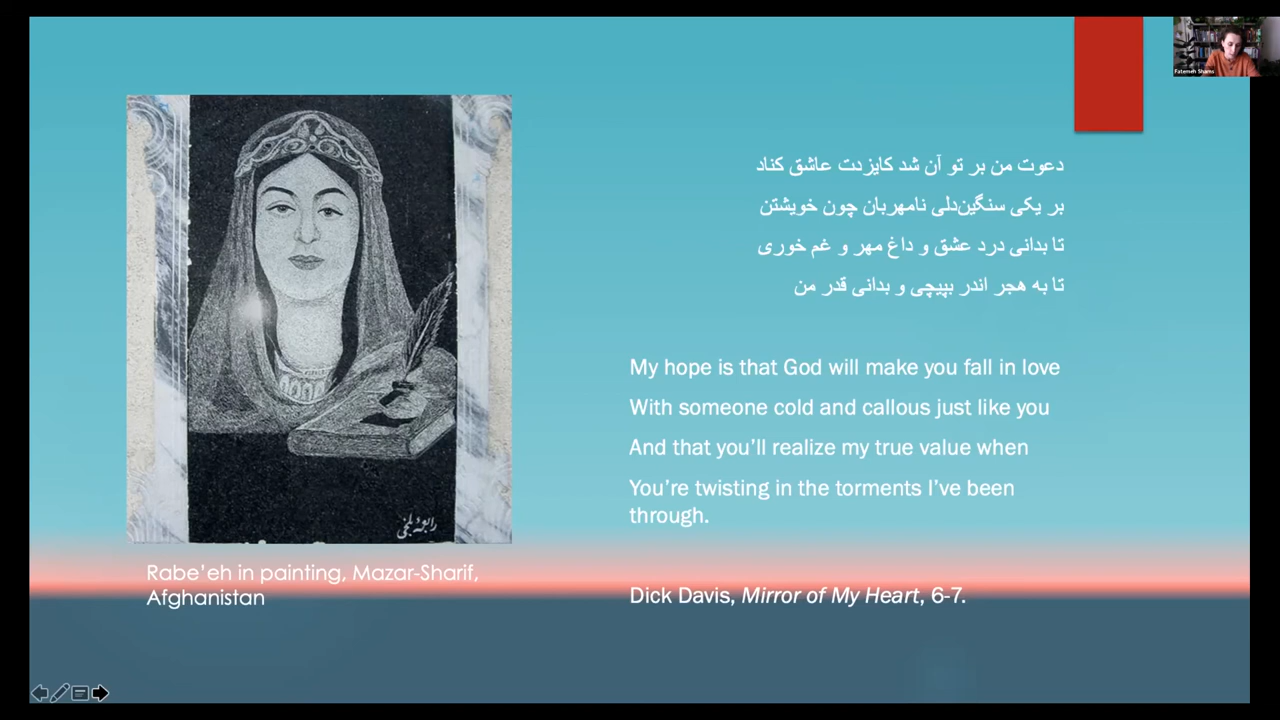 Fatemeh Shams
دعوت من بر تو آن شد کایزدت عاشق کناد
بر یکی سنگین‌دلی نامهربان چون خویشتن
تا بدانی درد عشق و داغ مهر و غم خوری
تا به هجر اندر بپیچی و بدانی قدر من
My hope is that God will make you fall in love
With someone cold and callous just like you
And that you’ll realize my true value when
You’re twisting in the torments I’ve been
through.
Dick Davis, Mirror of My Heart, 6-7.
رابعهٔ بلخی
Rabe’eh in painting, Mazar-Sharif,
Afghanistan